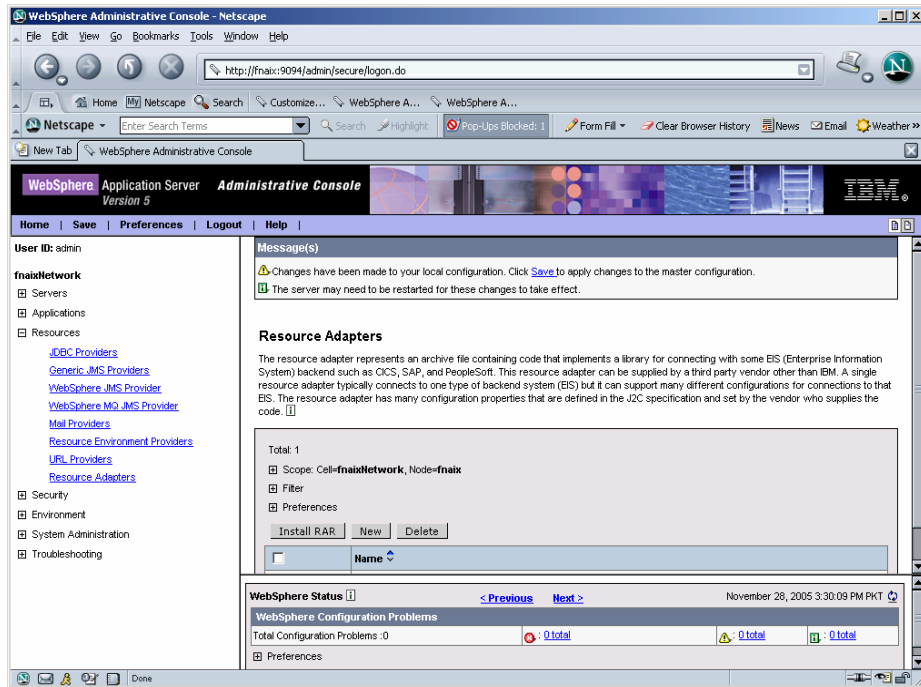 WebSphere Administrative Console - Netscape
File Edit View Go Bookmarks Tools Window Help
http://fnaix:9094/admin/secure/logon.do
Home My Netscape Search Customize... WebSphere A... WebSphere A...
Netscape Enter Search Terms Search Highlight Pop-Ups Blocked: 1 Form Fill Clear Browser History News Email Weather »
New Tab WebSphere Administrative Console
WebSphere Application Server Administrative Console
Version 5
IBM
Home | Save | Preferences | Logout | Help |
User ID: admin
fnaixNetwork
Servers
Applications
Resources
JDBC Providers
Generic JMS Providers
WebSphere JMS Provider
WebSphere MQ JMS Provider
Mail Providers
Resource Environment Providers
URL Providers
Resource Adapters
Security
Environment
System Administration
Troubleshooting
Message(s)
Changes have been made to your local configuration. Click Save to apply changes to the master configuration.
The server may need to be restarted for these changes to take effect.
Resource Adapters
The resource adapter represents an archive file containing code that implements a library for connecting with some EIS (Enterprise Information
System) backend such as CICS, SAP, and PeopleSoft. This resource adapter can be supplied by a third party vendor other than IBM. A single
resource adapter typically connects to one type of backend system (EIS) but it can support many different configurations for connections to that
EIS. The resource adapter has many configuration properties that are defined in the J2C specification and set by the vendor who supplies the
code.
Total: 1
Scope: Cell=fnaixNetwork, Node=fnaix
Filter
Preferences
Install RAR New Delete
Name
WebSphere Status < Previous Next > November 28, 2005 3:30:09 PM PKT
WebSphere Configuration Problems
Total Configuration Problems :0 : 0 total : 0 total : 0 total
Preferences
Done